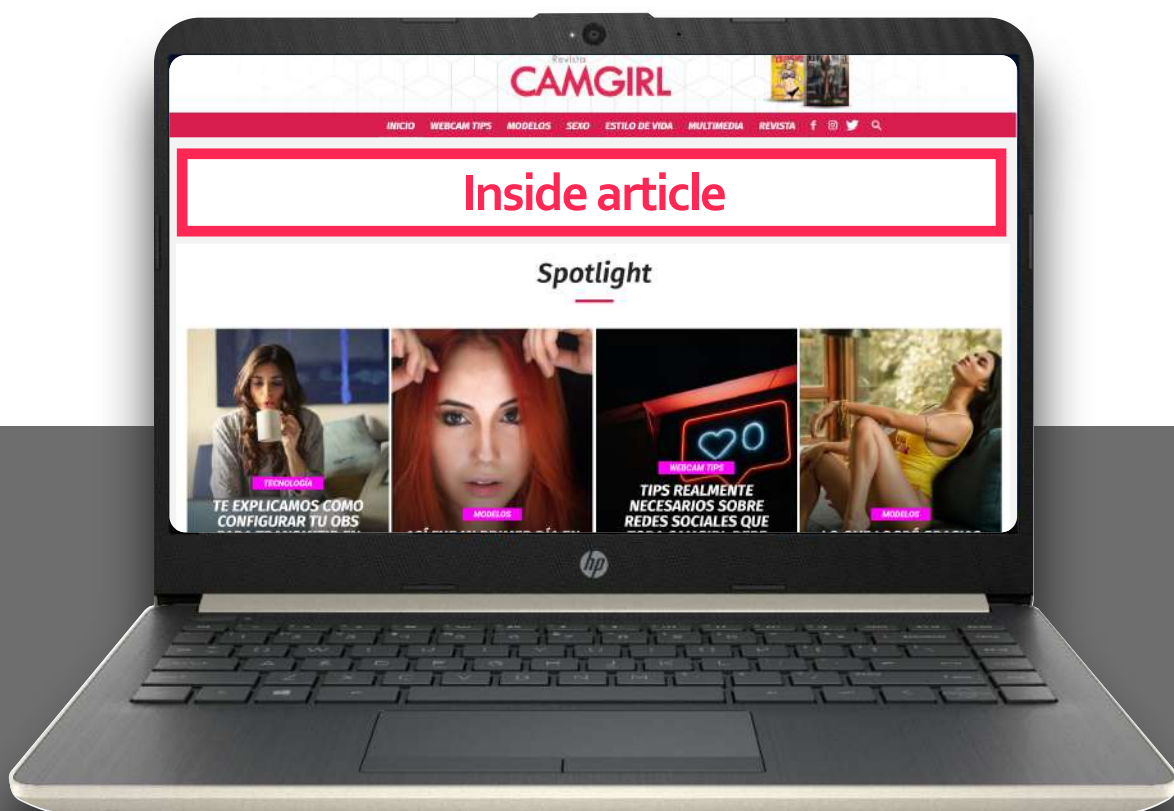 Revista
CAMGIRL
INICIO WEBCAM TIPS MODELOS SEXO ESTILO DE VIDA MULTIMEDIA REVISTA
Inside article
Spotlight
TECNOLOGÍA
TE EXPLICAMOS COMO
CONFIGURAR TU OBS
MODELOS
WEBCAM TIPS
TIPS REALMENTE
NECESARIOS SOBRE
REDES SOCIALES QUE
MODELOS
hp